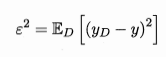 ε² = 𝔼_D [(y_D − y)²]